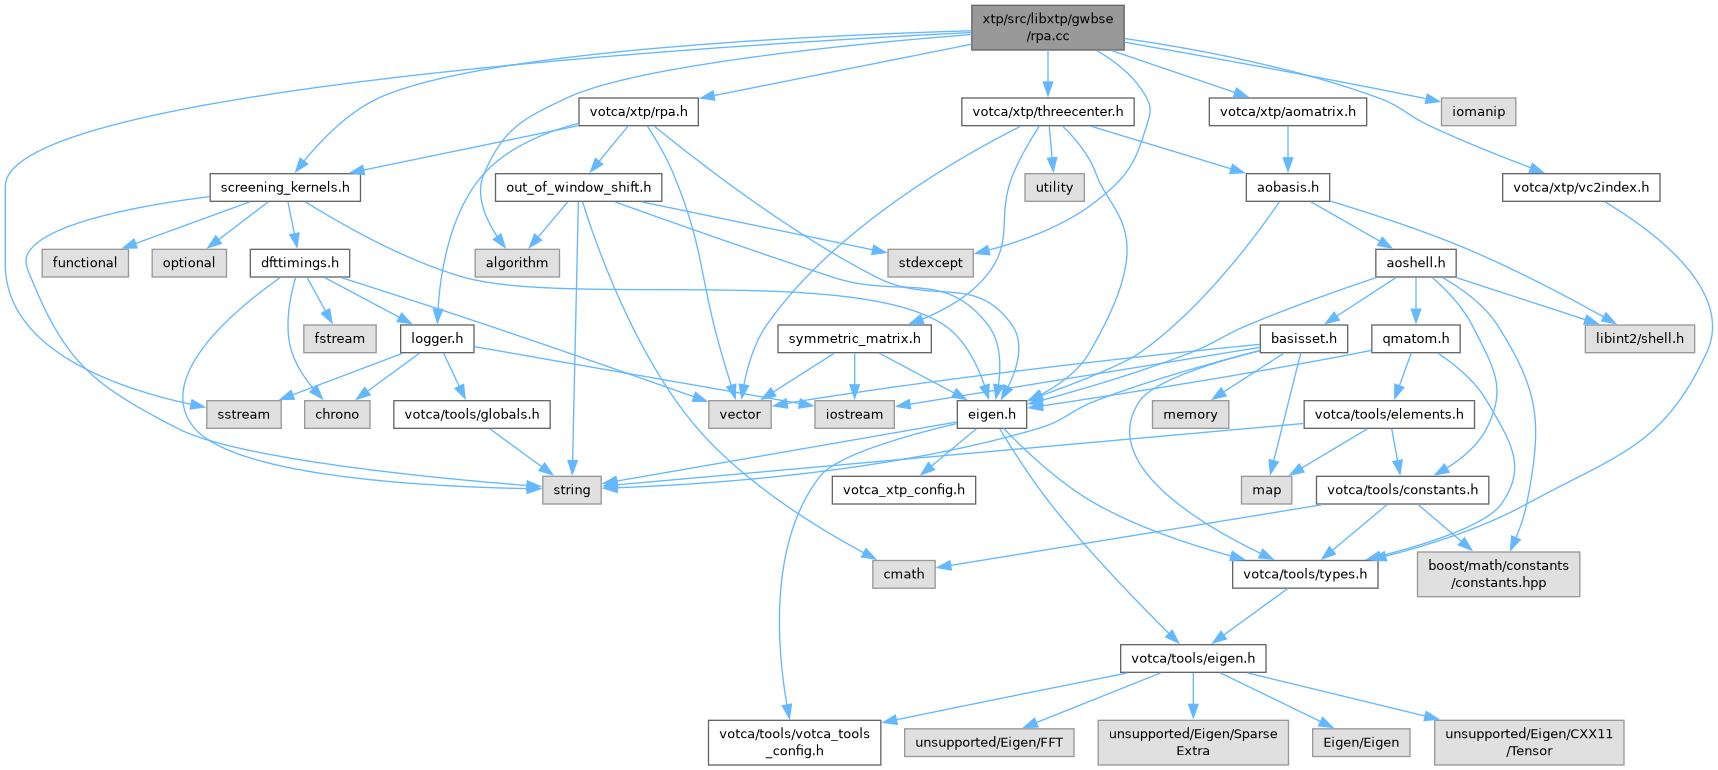 xtp/src/libxtp/gwbse
/rpa.cc
votca/xtp/rpa.h
votca/xtp/threecenter.h
votca/xtp/aomatrix.h
iomanip
screening_kernels.h
out_of_window_shift.h
utility
aobasis.h
votca/xtp/vc2index.h
functional
optional
dfttimings.h
algorithm
stdexcept
aoshell.h
fstream
logger.h
symmetric_matrix.h
basisset.h
qmatom.h
libint2/shell.h
sstream
chrono
votca/tools/globals.h
vector
iostream
eigen.h
memory
votca/tools/elements.h
string
votca_xtp_config.h
map
votca/tools/constants.h
cmath
votca/tools/types.h
boost/math/constants
/constants.hpp
votca/tools/eigen.h
votca/tools/votca_tools
_config.h
unsupported/Eigen/FFT
unsupported/Eigen/Sparse
Extra
Eigen/Eigen
unsupported/Eigen/CXX11
/Tensor